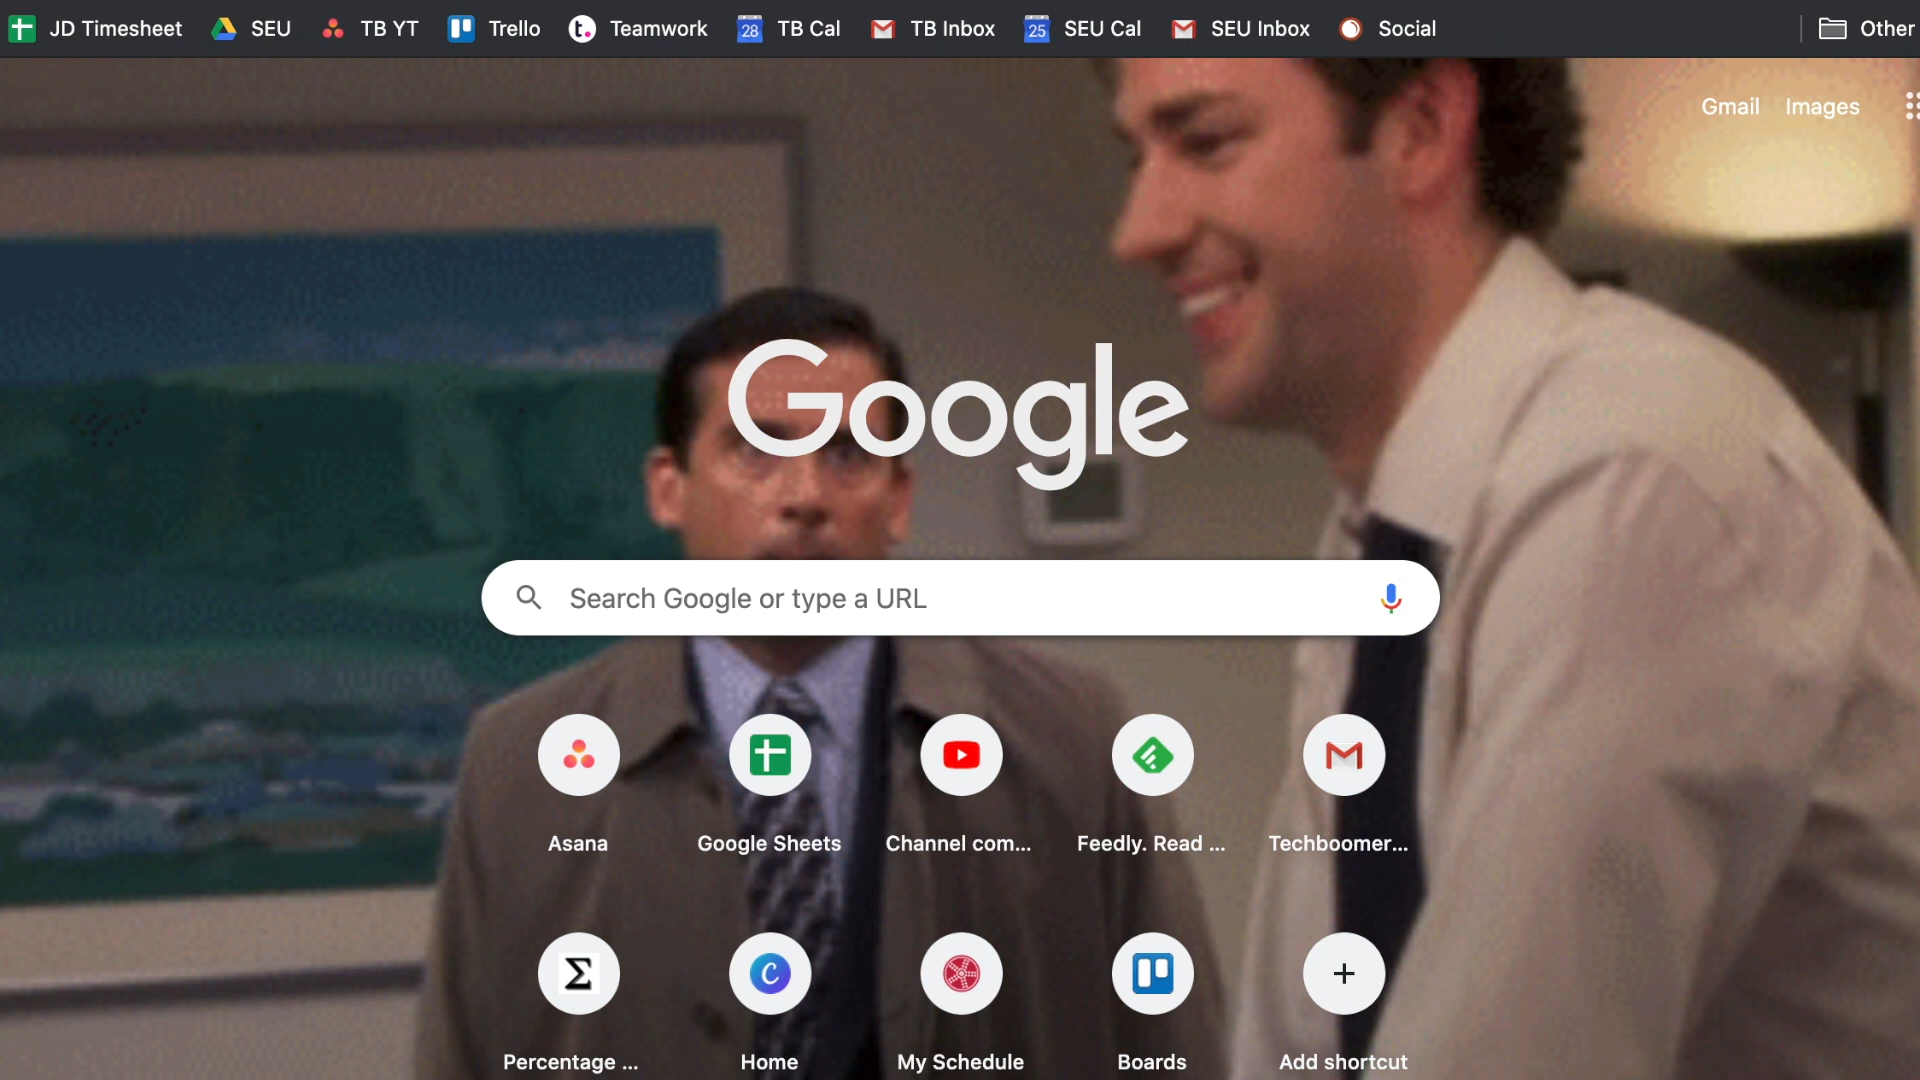 JD Timesheet SEU TB YT Trello Teamwork 28 TB Cal TB Inbox 25 SEU Cal SEU Inbox Social Other
Gmail Images
Google
Search Google or type a URL
Asana Google Sheets Channel com... Feedly. Read ... Techboomer...
Percentage ... Home My Schedule Boards Add shortcut